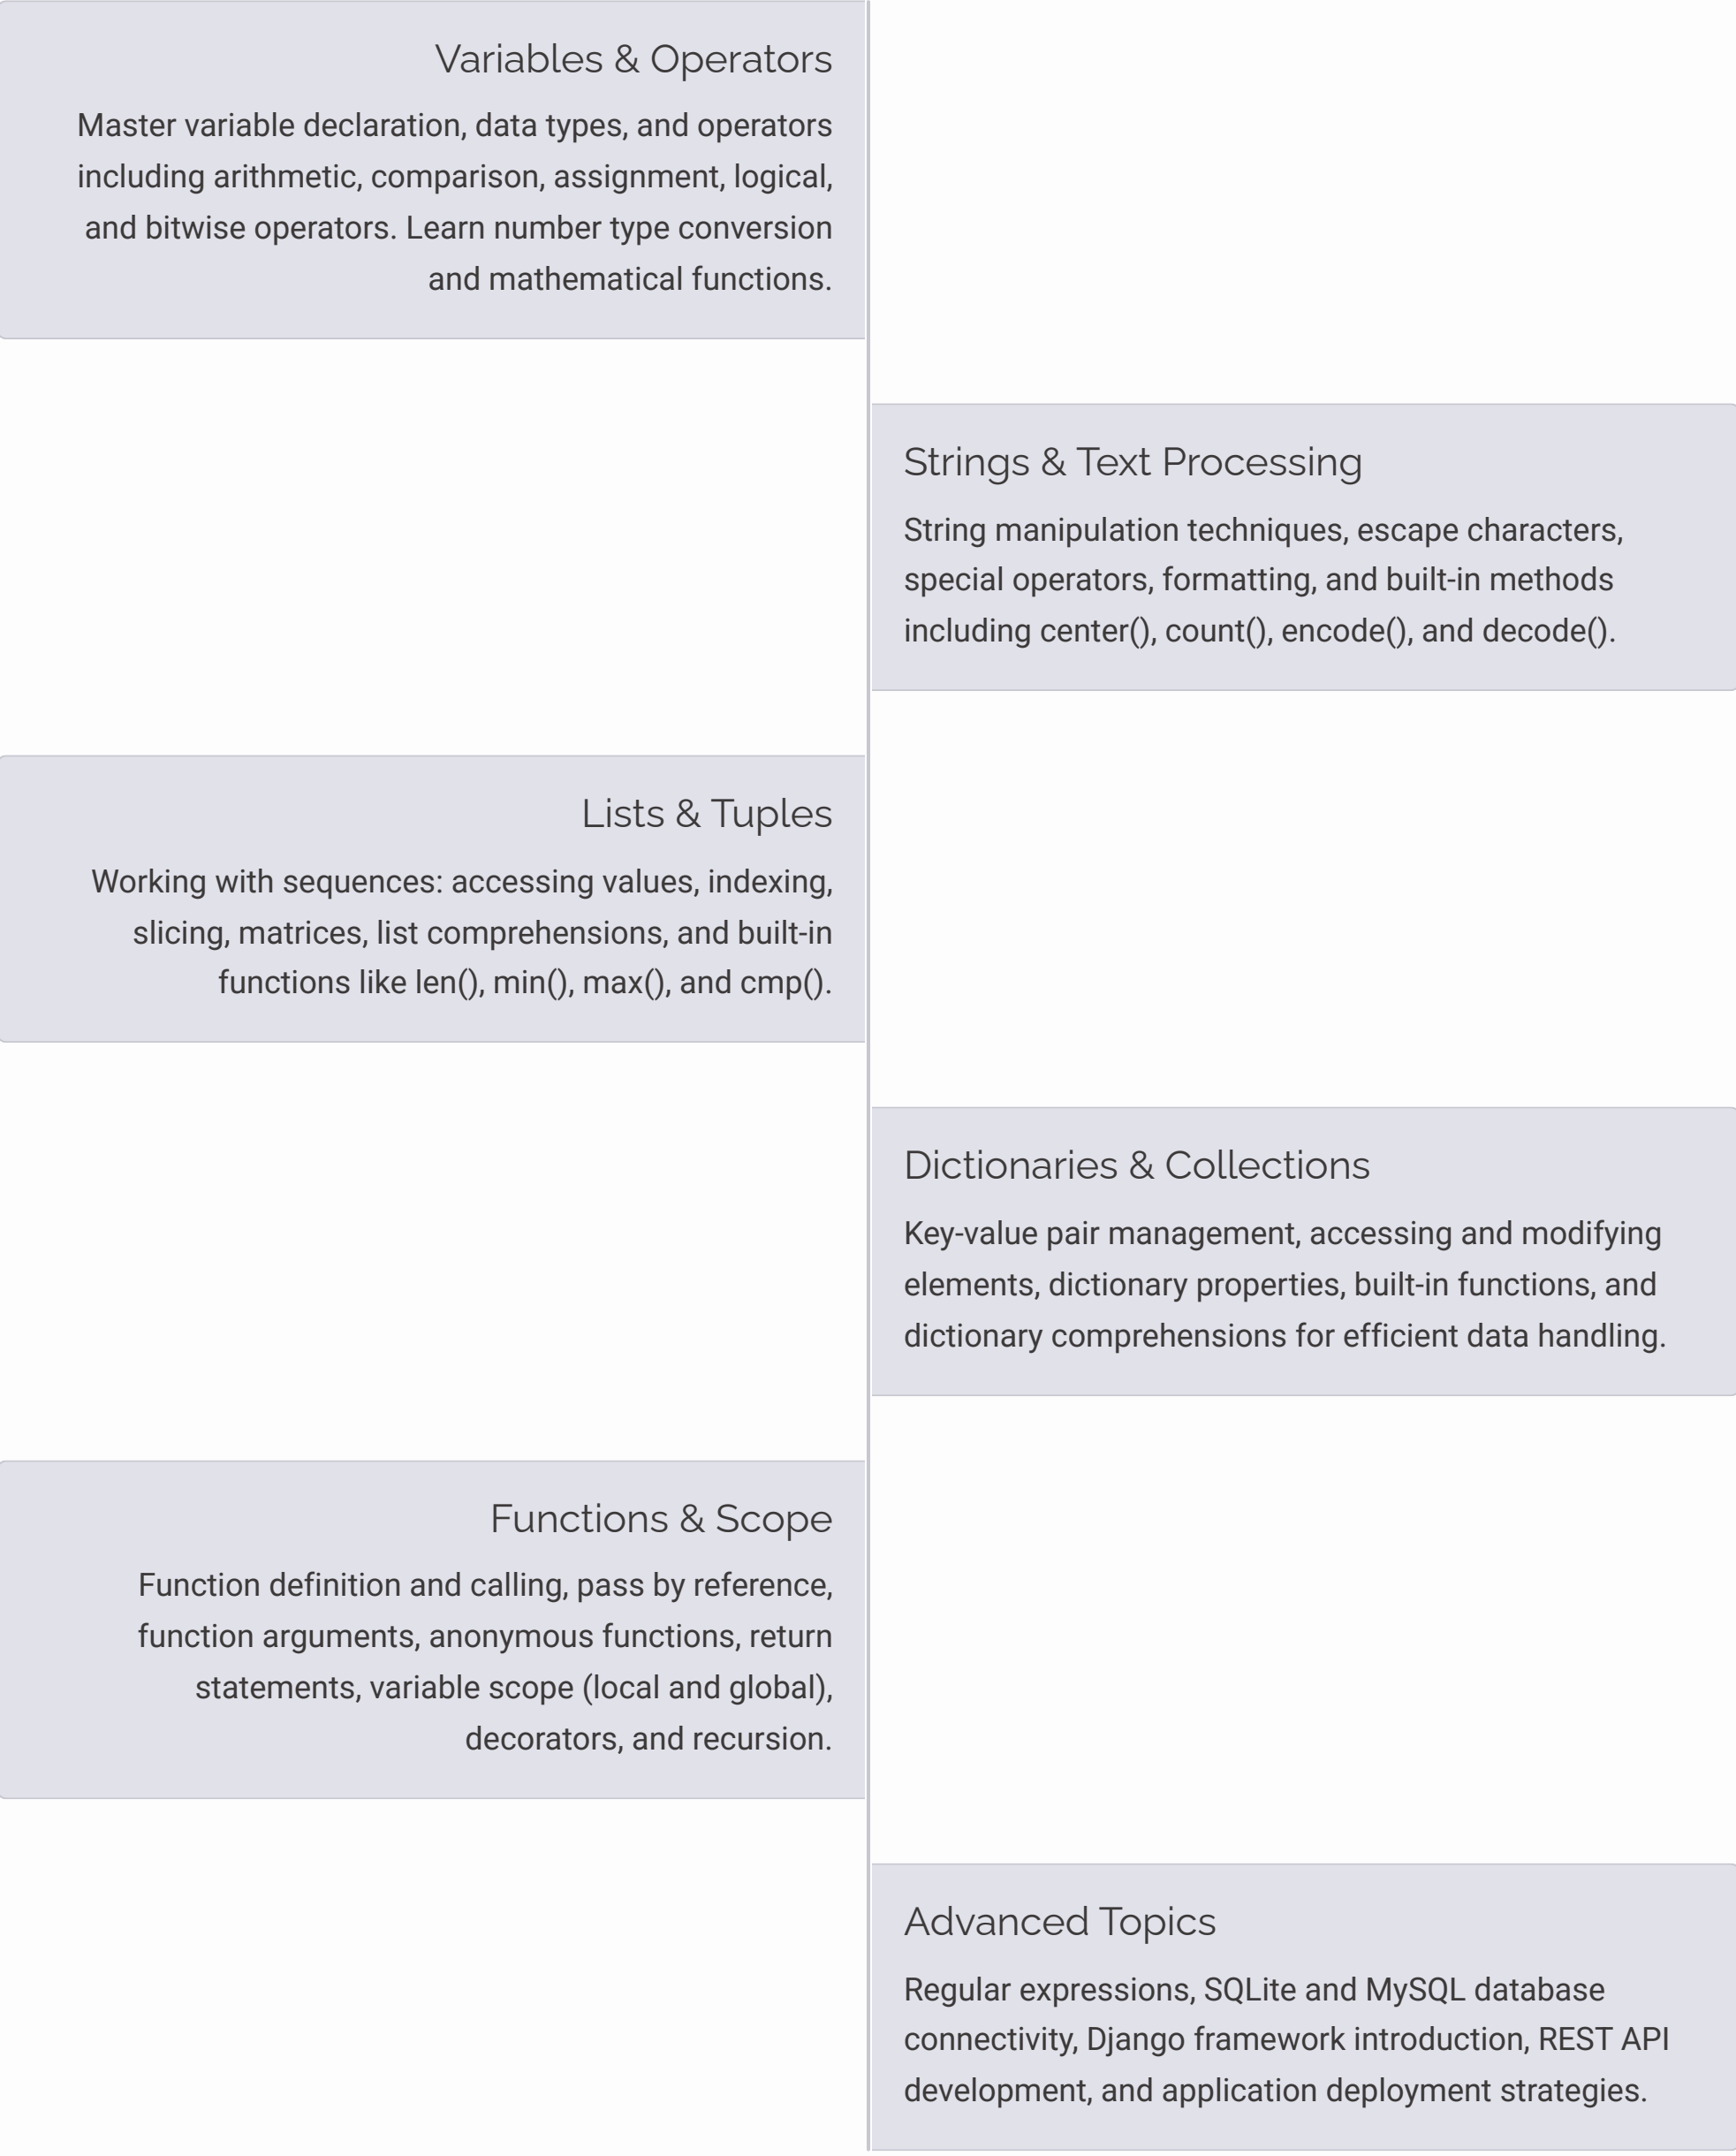 Variables & Operators
Master variable declaration, data types, and operators
including arithmetic, comparison, assignment, logical,
and bitwise operators. Learn number type conversion
and mathematical functions.
Strings & Text Processing
String manipulation techniques, escape characters,
special operators, formatting, and built-in methods
including center(), count(), encode(), and decode().
Lists & Tuples
Working with sequences: accessing values, indexing,
slicing, matrices, list comprehensions, and built-in
functions like len(), min(), max(), and cmp().
Dictionaries & Collections
Key-value pair management, accessing and modifying
elements, dictionary properties, built-in functions, and
dictionary comprehensions for efficient data handling.
Functions & Scope
Function definition and calling, pass by reference,
function arguments, anonymous functions, return
statements, variable scope (local and global),
decorators, and recursion.
Advanced Topics
Regular expressions, SQLite and MySQL database
connectivity, Django framework introduction, REST API
development, and application deployment strategies.